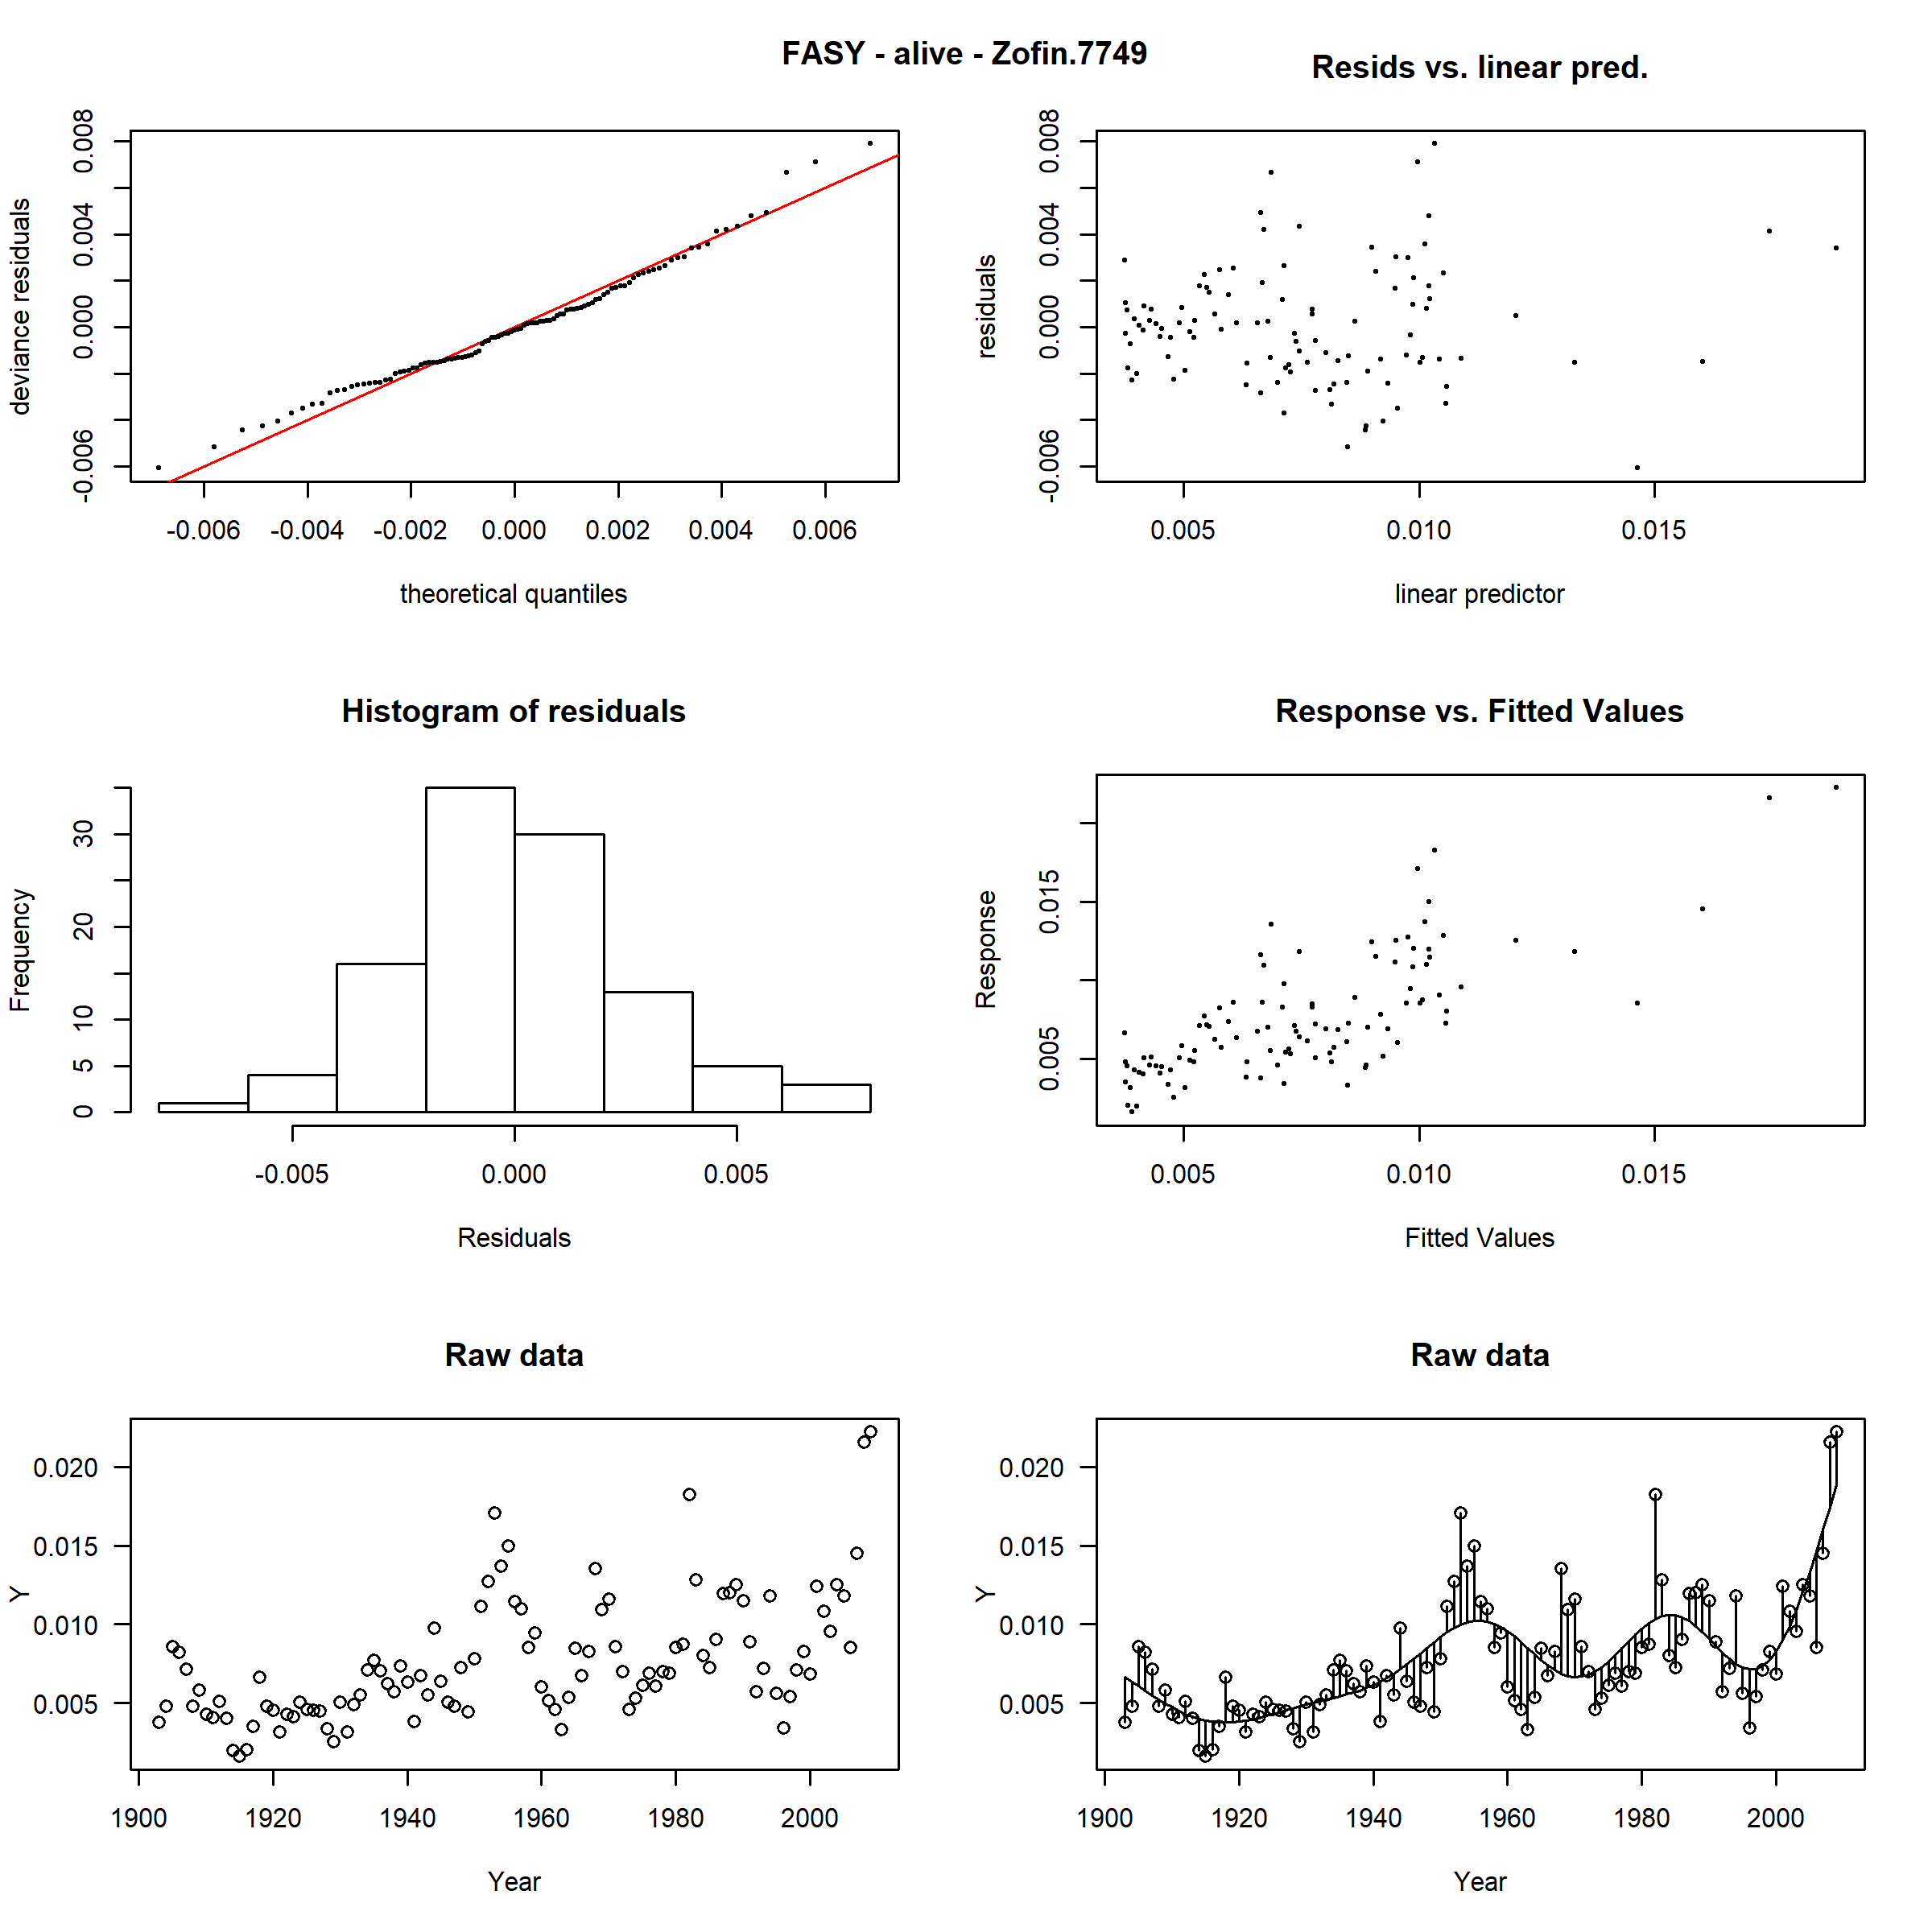 FASY - alive - Zofin.7749
deviance residuals
-0.006 0.000 0.004 0.008
-0.006 -0.004 -0.002 0.000 0.002 0.004 0.006
theoretical quantiles
Resids vs. linear pred.
residuals
-0.006 0.000 0.004 0.008
0.005 0.010 0.015
linear predictor
Histogram of residuals
Frequency
0 5 10 20 30
-0.005 0.000 0.005
Residuals
Response vs. Fitted Values
Response
0.005 0.015
0.005 0.010 0.015
Fitted Values
Raw data
Y
0.020
0.015
0.010
0.005
1900 1920 1940 1960 1980 2000
Year
Raw data
Y
0.020
0.015
0.010
0.005
1900 1920 1940 1960 1980 2000
Year